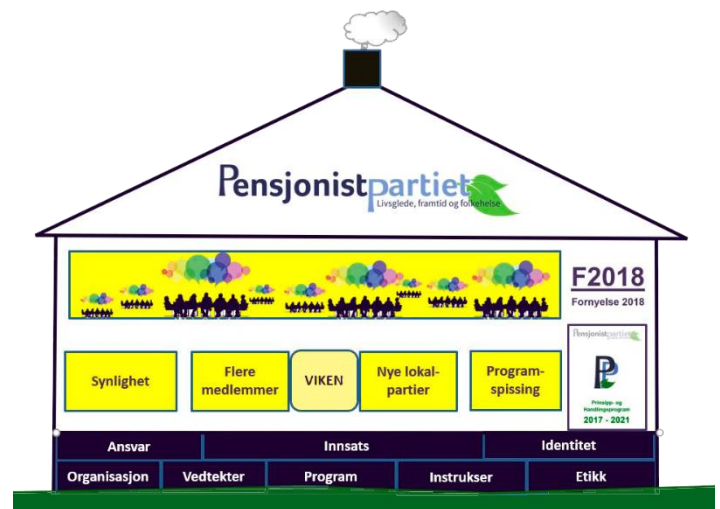 Pensjonistpartiet
Livsglede, framtid og folkehelse
F2018
Fornyelse 2018
Synlighet
Flere
medlemmer
VIKEN
Nye lokal-
partier
Program-
spissing
Pensjonistpartiet
PP
Prinsipp- og
Handlingsprogram
2017 - 2021
Ansvar
Innsats
Identitet
Organisasjon
Vedtekter
Program
Instrukser
Etikk